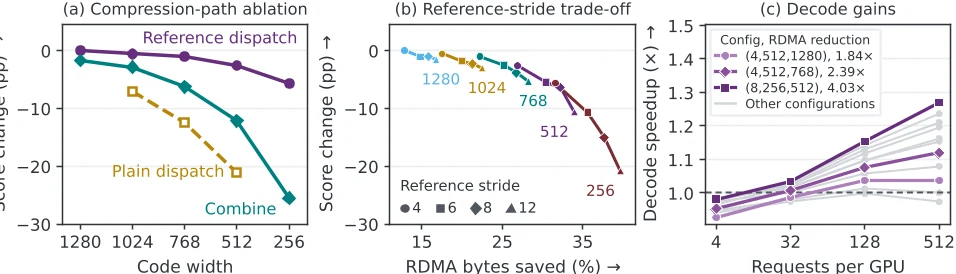 (a) Compression-path ablation
Score change (pp) →
0
−10
−20
−30
Reference dispatch
Plain dispatch
Combine
1280 1024 768 512 256
Code width
(b) Reference-stride trade-off
Score change (pp) →
0
−10
−20
−30
1280
1024
768
512
256
Reference stride
4 6 8 12
15 25 35
RDMA bytes saved (%) →
(c) Decode gains
Decode speedup (×) →
1.5
1.4
1.3
1.2
1.1
1.0
Config, RDMA reduction
(4,512,1280), 1.84×
(4,512,768), 2.39×
(8,256,512), 4.03×
Other configurations
4 32 128 512
Requests per GPU